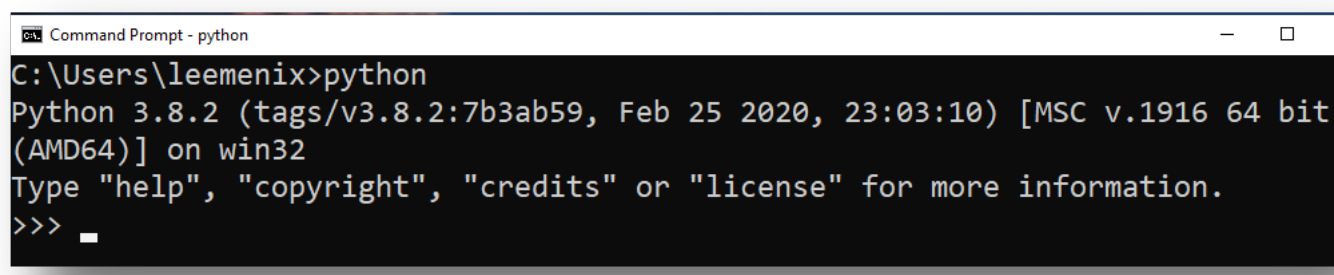 Command Prompt - python
C:\Users\leemenix>python
Python 3.8.2 (tags/v3.8.2:7b3ab59, Feb 25 2020, 23:03:10) [MSC v.1916 64 bit
(AMD64)] on win32
Type "help", "copyright", "credits" or "license" for more information.
>>> _